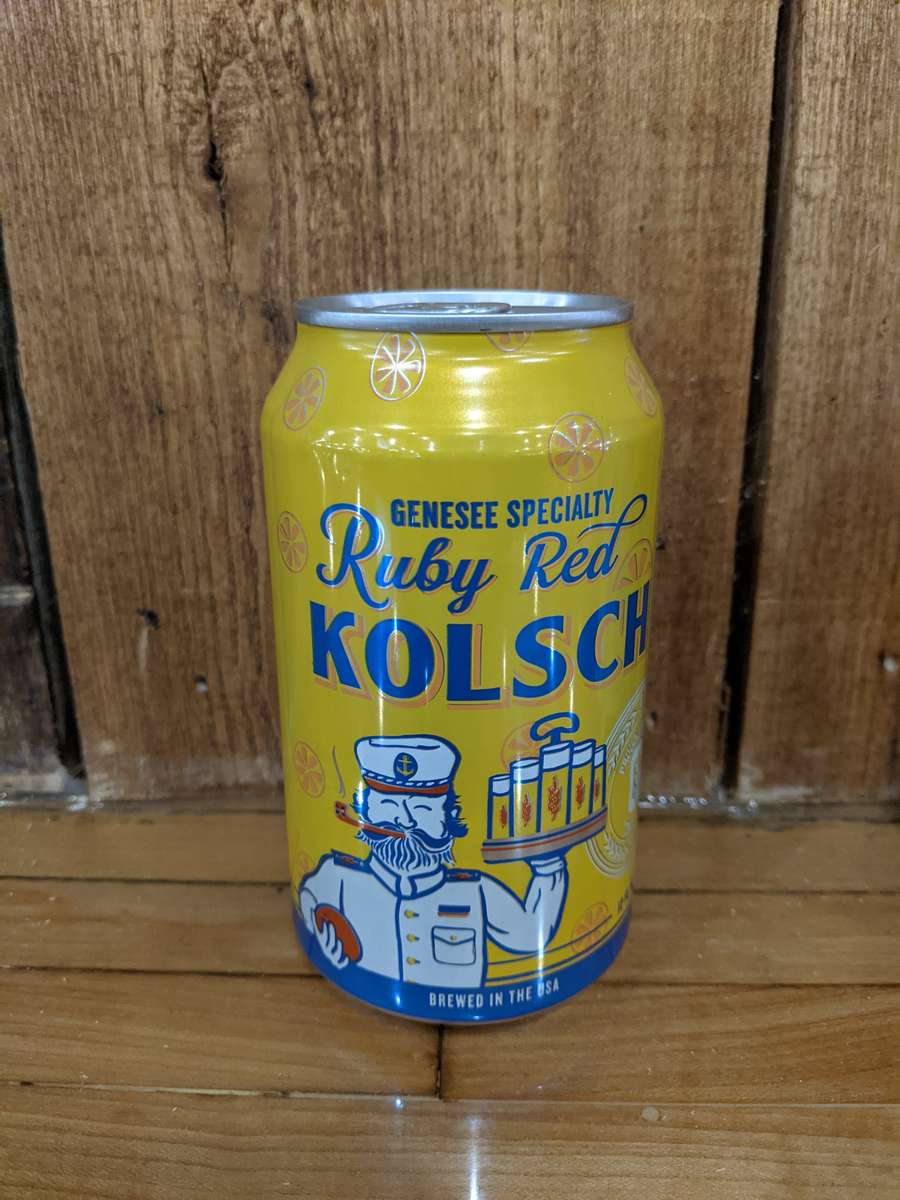 GENESEE SPECIALTY
Ruby Red
KOLSCH
BREWED IN THE USA